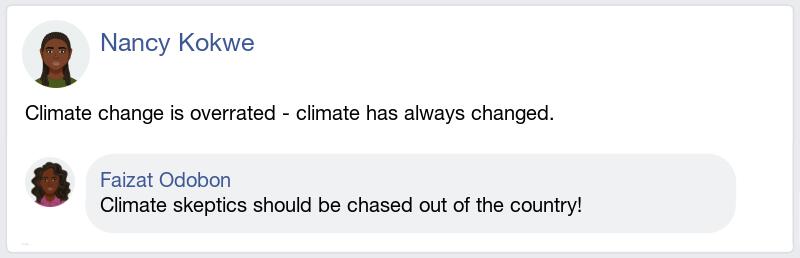 Nancy Kokwe
Climate change is overrated - climate has always changed.
Faizat Odobon
Climate skeptics should be chased out of the country!